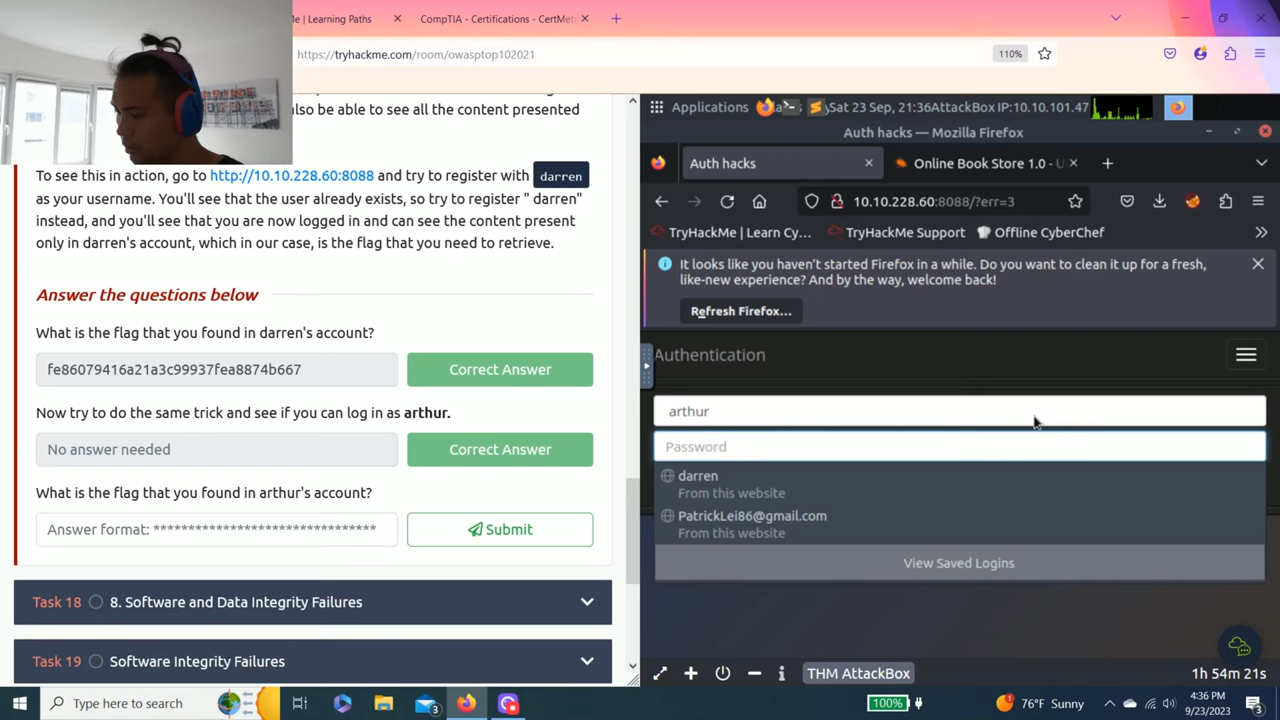 Me | Learning Paths
CompTIA - Certifications - CertMet
https://tryhackme.com/room/owasptop102021
110%
also be able to see all the content presented
To see this in action, go to http://10.10.228.60:8088 and try to register with darren
as your username. You'll see that the user already exists, so try to register " darren"
instead, and you'll see that you are now logged in and can see the content present
only in darren's account, which in our case, is the flag that you need to retrieve.
Answer the questions below
What is the flag that you found in darren's account?
fe86079416a21a3c99937fea8874b667
Correct Answer
Now try to do the same trick and see if you can log in as arthur.
No answer needed
Correct Answer
What is the flag that you found in arthur's account?
Answer format: ********************************
Submit
Task 18 8. Software and Data Integrity Failures
Task 19 Software Integrity Failures
Applications
Sat 23 Sep, 21:36 AttackBox IP:10.10.101.47
Auth hacks — Mozilla Firefox
Auth hacks
Online Book Store 1.0 - U
10.10.228.60:8088/?err=3
TryHackMe | Learn Cy...
TryHackMe Support
Offline CyberChef
It looks like you haven't started Firefox in a while. Do you want to clean it up for a fresh,
like-new experience? And by the way, welcome back!
Refresh Firefox...
Authentication
arthur
Password
darren
From this website
PatrickLei86@gmail.com
From this website
View Saved Logins
THM AttackBox
1h 54m 21s
Type here to search
3
100%
1
76°F Sunny
4:36 PM
9/23/2023
3